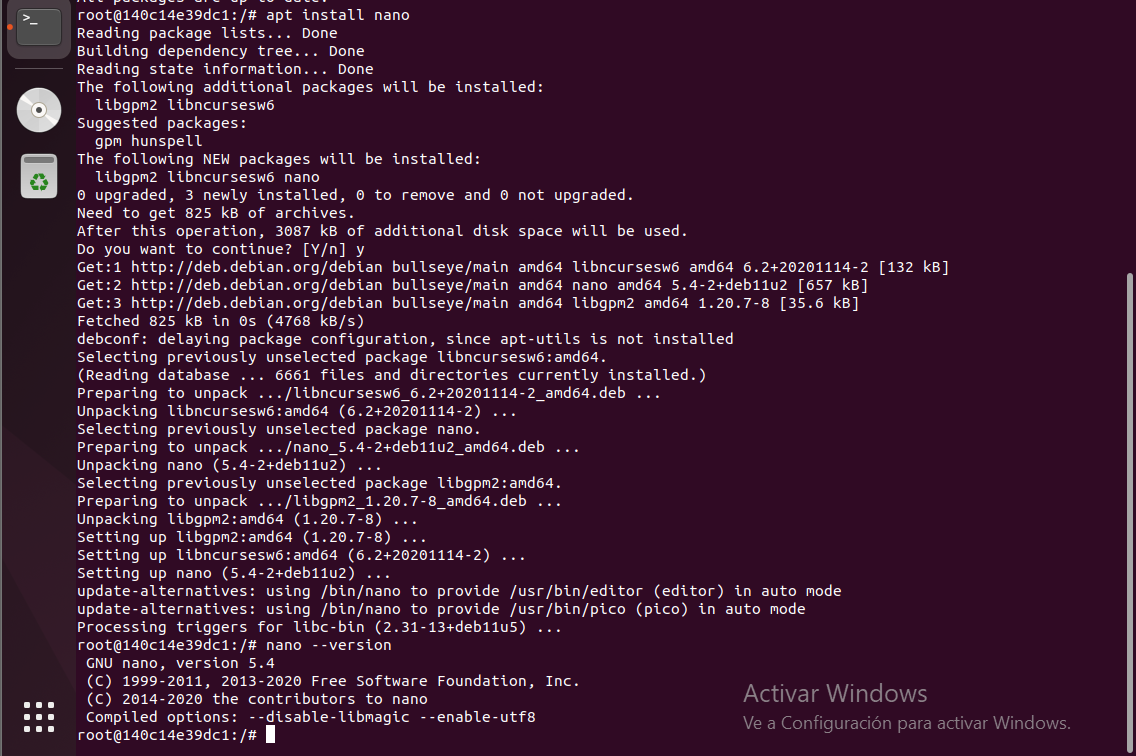 All packages are up to date.
root@140c14e39dc1:/# apt install nano
Reading package lists... Done
Building dependency tree... Done
Reading state information... Done
The following additional packages will be installed:
  libgpm2 libncursesw6
Suggested packages:
  gpm hunspell
The following NEW packages will be installed:
  libgpm2 libncursesw6 nano
0 upgraded, 3 newly installed, 0 to remove and 0 not upgraded.
Need to get 825 kB of archives.
After this operation, 3087 kB of additional disk space will be used.
Do you want to continue? [Y/n] y
Get:1 http://deb.debian.org/debian bullseye/main amd64 libncursesw6 amd64 6.2+20201114-2 [132 kB]
Get:2 http://deb.debian.org/debian bullseye/main amd64 nano amd64 5.4-2+deb11u2 [657 kB]
Get:3 http://deb.debian.org/debian bullseye/main amd64 libgpm2 amd64 1.20.7-8 [35.6 kB]
Fetched 825 kB in 0s (4768 kB/s)
debconf: delaying package configuration, since apt-utils is not installed
Selecting previously unselected package libncursesw6:amd64.
(Reading database ... 6661 files and directories currently installed.)
Preparing to unpack .../libncursesw6_6.2+20201114-2_amd64.deb ...
Unpacking libncursesw6:amd64 (6.2+20201114-2) ...
Selecting previously unselected package nano.
Preparing to unpack .../nano_5.4-2+deb11u2_amd64.deb ...
Unpacking nano (5.4-2+deb11u2) ...
Selecting previously unselected package libgpm2:amd64.
Preparing to unpack .../libgpm2_1.20.7-8_amd64.deb ...
Unpacking libgpm2:amd64 (1.20.7-8) ...
Setting up libgpm2:amd64 (1.20.7-8) ...
Setting up libncursesw6:amd64 (6.2+20201114-2) ...
Setting up nano (5.4-2+deb11u2) ...
update-alternatives: using /bin/nano to provide /usr/bin/editor (editor) in auto mode
update-alternatives: using /bin/nano to provide /usr/bin/pico (pico) in auto mode
Processing triggers for libc-bin (2.31-13+deb11u5) ...
root@140c14e39dc1:/# nano --version
 GNU nano, version 5.4
 (C) 1999-2011, 2013-2020 Free Software Foundation, Inc.
 (C) 2014-2020 the contributors to nano
 Compiled options: --disable-libmagic --enable-utf8
root@140c14e39dc1:/#
Activar Windows
Ve a Configuración para activar Windows.